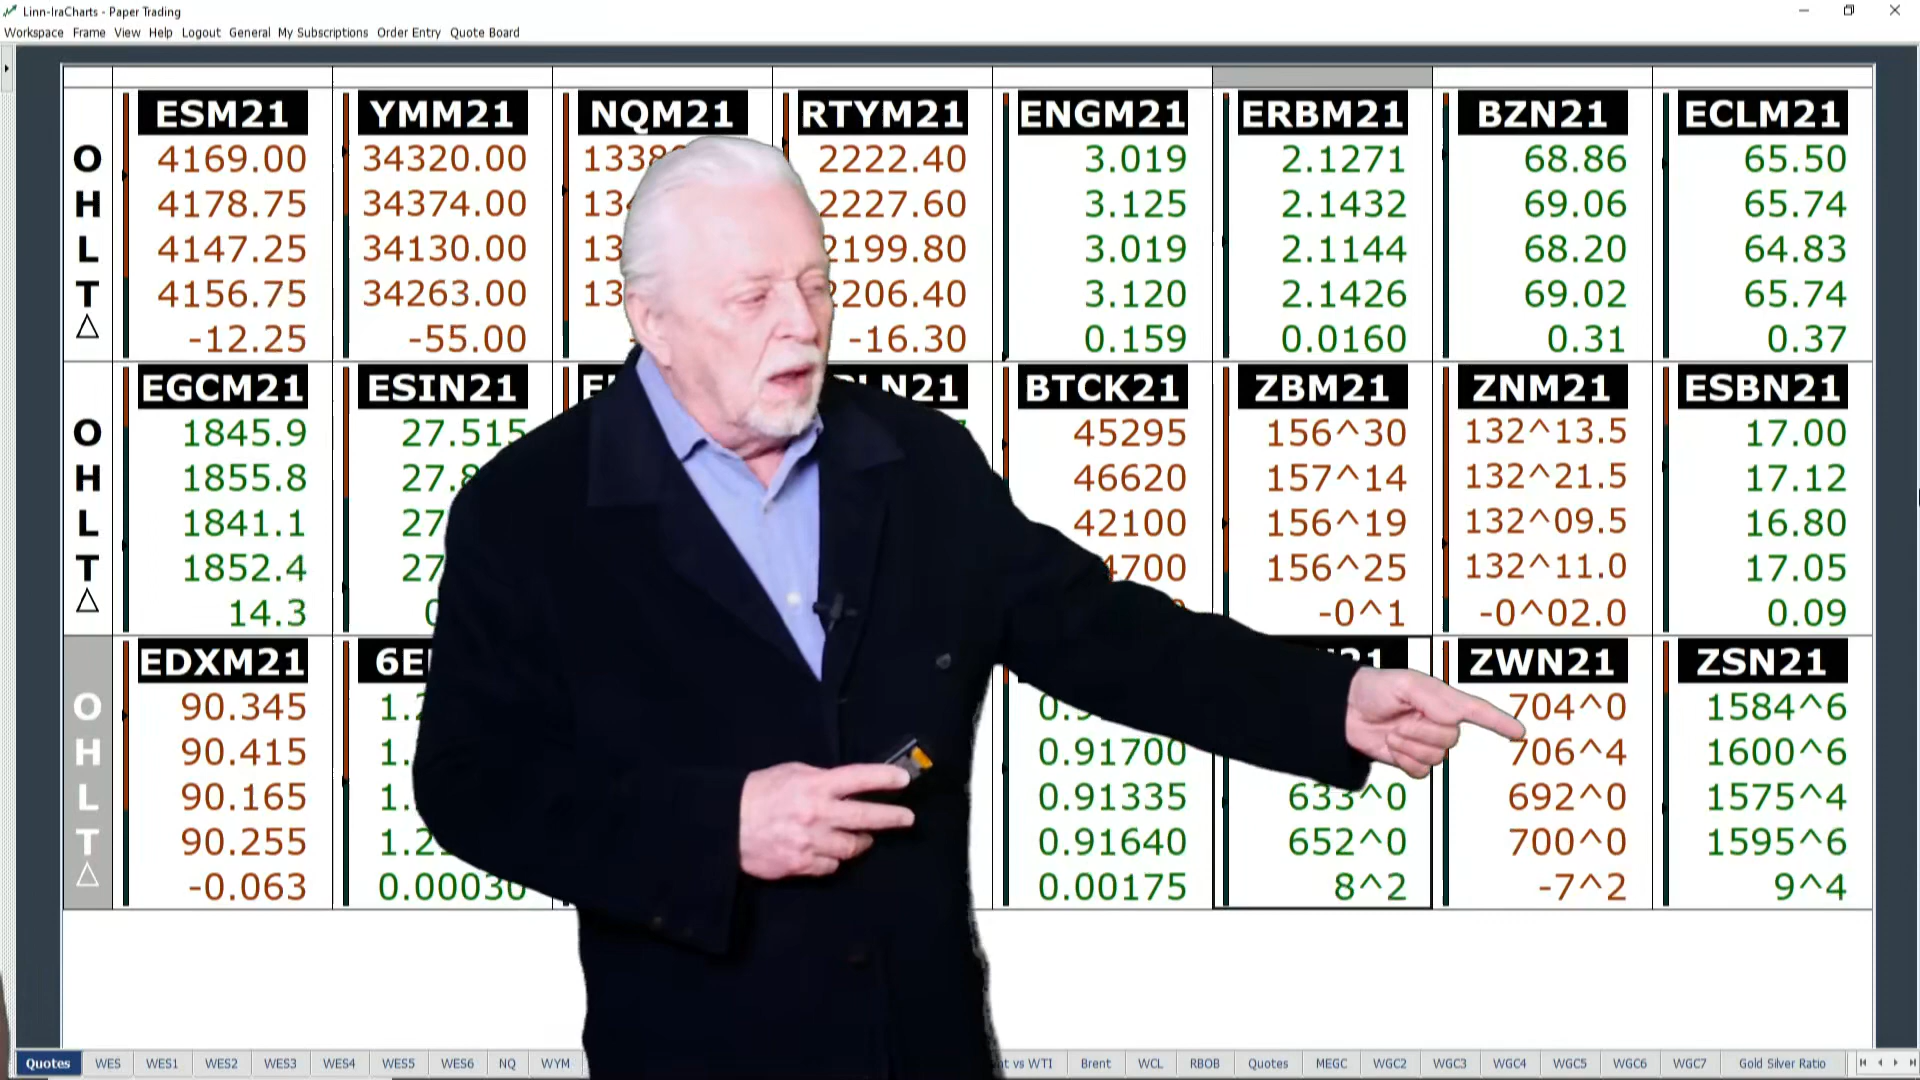 Linn-IraCharts - Paper Trading
Workspace Frame View Help Logout General My Subscriptions Order Entry Quote Board
ESM21 YMM21 NQM21 RTYM21 ENGM21 ERBM21 BZN21 ECLM21
O 4169.00 34320.00 2222.40 3.019 2.1271 68.86 65.50
H 4178.75 34374.00 2227.60 3.125 2.1432 69.06 65.74
L 4147.25 34130.00 2199.80 3.019 2.1144 68.20 64.83
T 4156.75 34263.00 2206.40 3.120 2.1426 69.02 65.74
△ -12.25 -55.00 -16.30 0.159 0.0160 0.31 0.37
EGCM21 ESIN21 BTCK21 ZBM21 ZNM21 ESBN21
O 1845.9 27.515 45295 156^30 132^13.5 17.00
H 1855.8 46620 157^14 132^21.5 17.12
L 1841.1 42100 156^19 132^09.5 16.80
T 1852.4 156^25 132^11.0 17.05
△ 14.3 -0^1 -0^02.0 0.09
EDXM21 ZWN21 ZSN21
O 90.345 704^0 1584^6
H 90.415 0.91700 706^4 1600^6
L 90.165 0.91335 633^0 692^0 1575^4
T 90.255 0.91640 652^0 700^0 1595^6
△ -0.063 0.00030 0.00175 8^2 -7^2 9^4
Quotes WES WES1 WES2 WES3 WES4 WES5 WES6 NQ WYM vs WTI Brent WCL RBOB Quotes MEGC WGC2 WGC3 WGC4 WGC5 WGC6 WGC7 Gold Silver Ratio